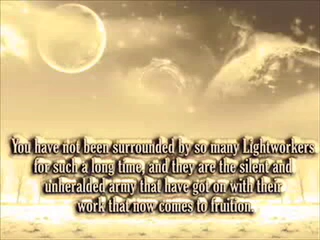 You have not been surrounded by so many Lightworkers
for such a long time, and they are the silent and
unheralded army that have got on with their
work that now comes to fruition.